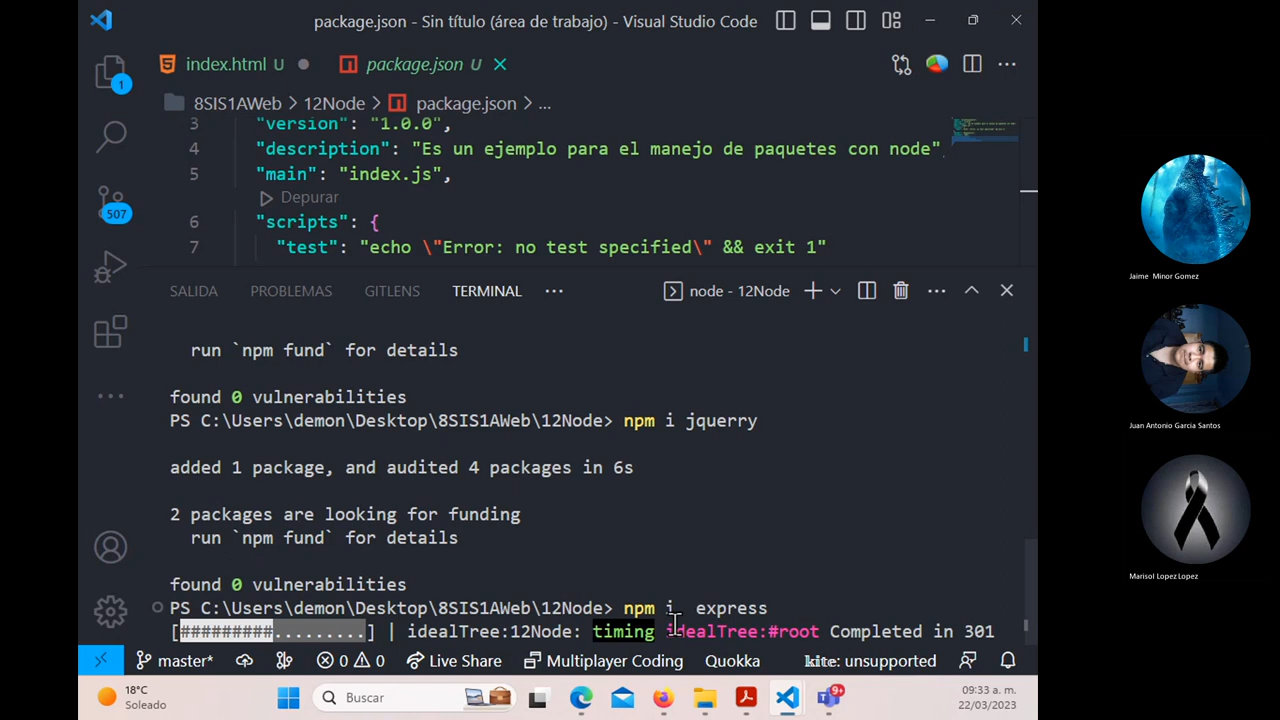 package.json - Sin título (área de trabajo) - Visual Studio Code
index.html U
package.json U
8SIS1AWeb > 12Node > package.json > ...
3 "version": "1.0.0",
4 "description": "Es un ejemplo para el manejo de paquetes con node",
5 "main": "index.js",
Depurar
6 "scripts": {
7 "test": "echo \"Error: no test specified\" && exit 1"
1
507
SALIDA PROBLEMAS GITLENS TERMINAL ... node - 12Node
run `npm fund` for details
found 0 vulnerabilities
PS C:\Users\demon\Desktop\8SIS1AWeb\12Node> npm i jquerry
added 1 package, and audited 4 packages in 6s
2 packages are looking for funding
run `npm fund` for details
found 0 vulnerabilities
PS C:\Users\demon\Desktop\8SIS1AWeb\12Node> npm i express
[#########.........] | idealTree:12Node: timing idealTree:#root Completed in 301
master* 0 0 Live Share Multiplayer Coding Quokka kite: unsupported
18°C
Soleado
Buscar
9+
09:33 a. m.
22/03/2023
Jaime Minor Gomez
Juan Antonio Garcia Santos
Marisol Lopez Lopez